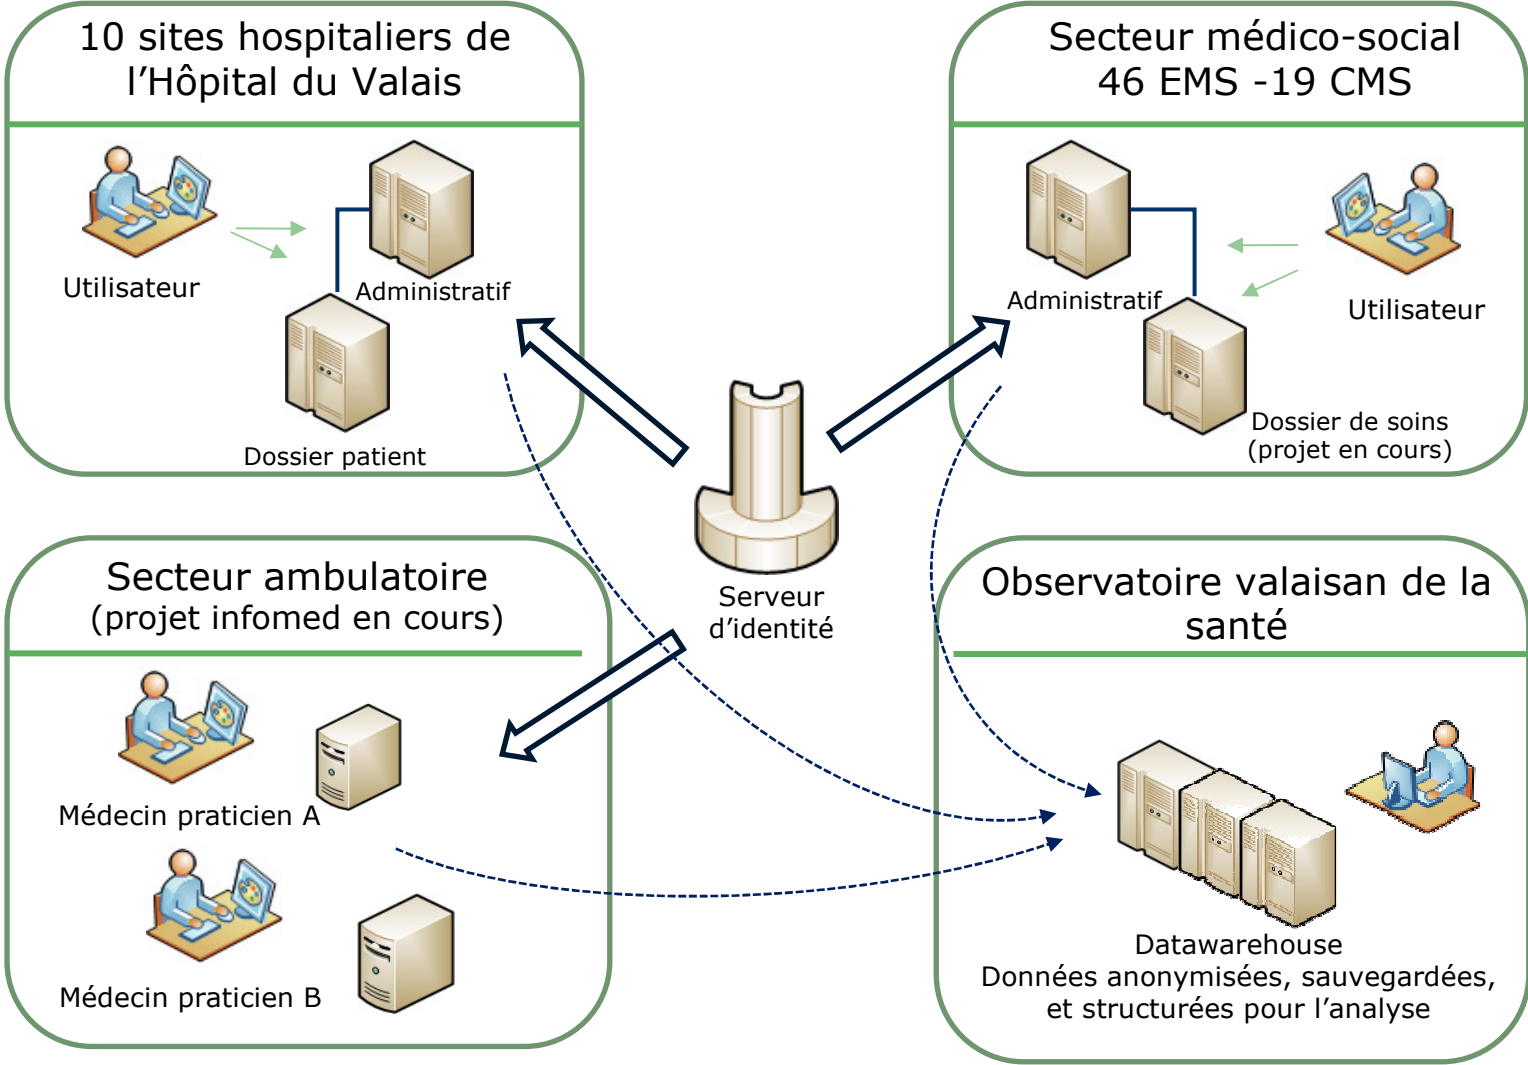 10 sites hospitaliers de
l’Hôpital du Valais
Utilisateur
Administratif
Dossier patient
Secteur médico-social
46 EMS -19 CMS
Administratif
Utilisateur
Dossier de soins
(projet en cours)
Serveur
d’identité
Secteur ambulatoire
(projet infomed en cours)
Médecin praticien A
Médecin praticien B
Observatoire valaisan de la
santé
Datawarehouse
Données anonymisées, sauvegardées,
et structurées pour l’analyse